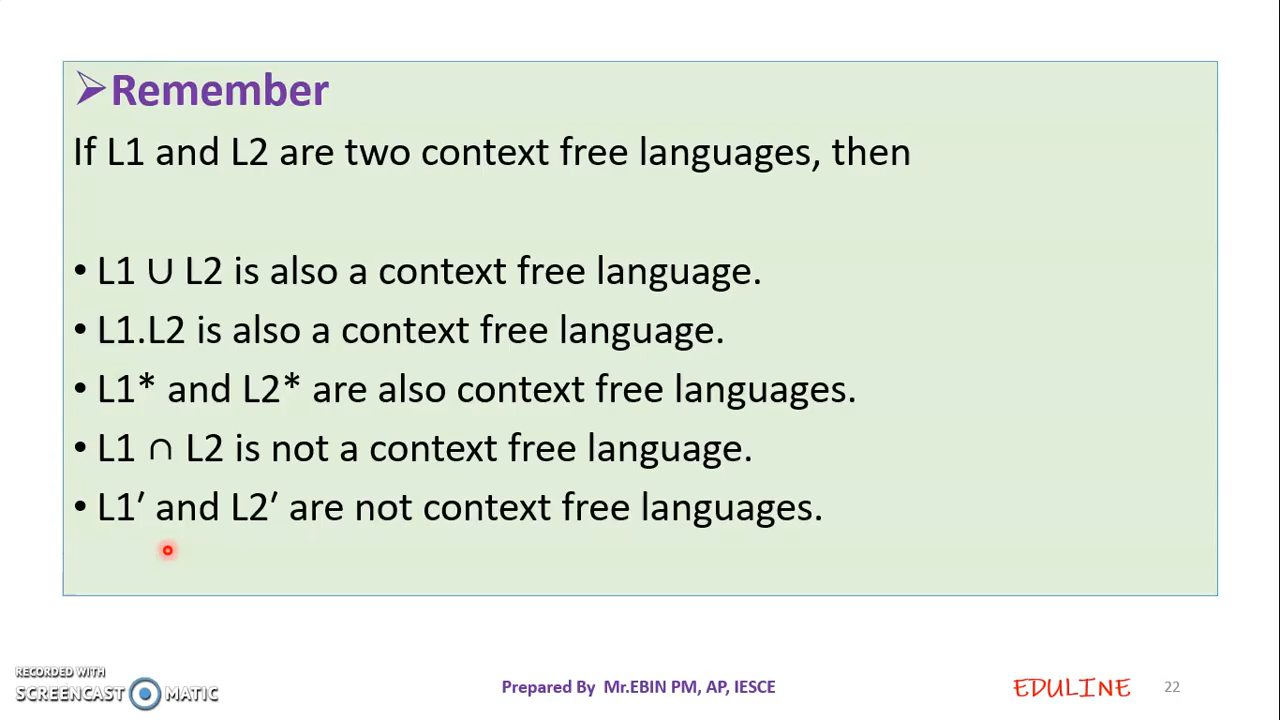 ➢Remember
If L1 and L2 are two context free languages, then
• L1 ∪ L2 is also a context free language.
• L1.L2 is also a context free language.
• L1* and L2* are also context free languages.
• L1 ∩ L2 is not a context free language.
• L1′ and L2′ are not context free languages.
RECORDED WITH
SCREENCAST MATIC
Prepared By Mr.EBIN PM, AP, IESCE
EDULINE
22